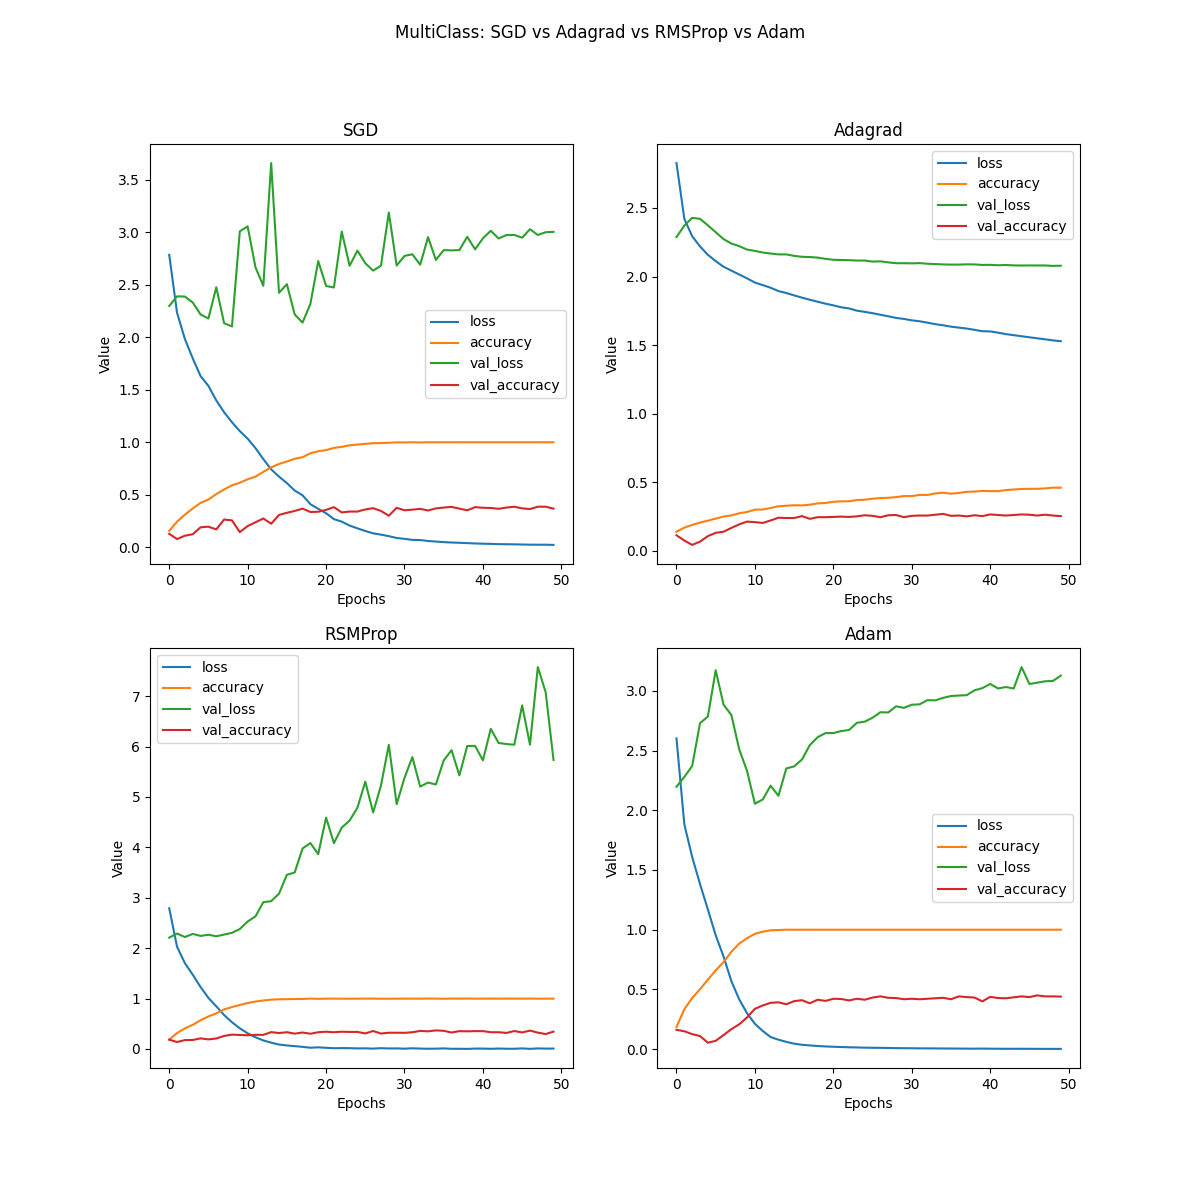 MultiClass: SGD vs Adagrad vs RMSProp vs Adam
SGD
Value
3.5
3.0
2.5
2.0
1.5
1.0
0.5
0.0
loss
accuracy
val_loss
val_accuracy
0 10 20 30 40 50
Epochs
Adagrad
Value
2.5
2.0
1.5
1.0
0.5
0.0
loss
accuracy
val_loss
val_accuracy
0 10 20 30 40 50
Epochs
RSMProp
Value
7
6
5
4
3
2
1
0
loss
accuracy
val_loss
val_accuracy
0 10 20 30 40 50
Epochs
Adam
Value
3.0
2.5
2.0
1.5
1.0
0.5
0.0
loss
accuracy
val_loss
val_accuracy
0 10 20 30 40 50
Epochs